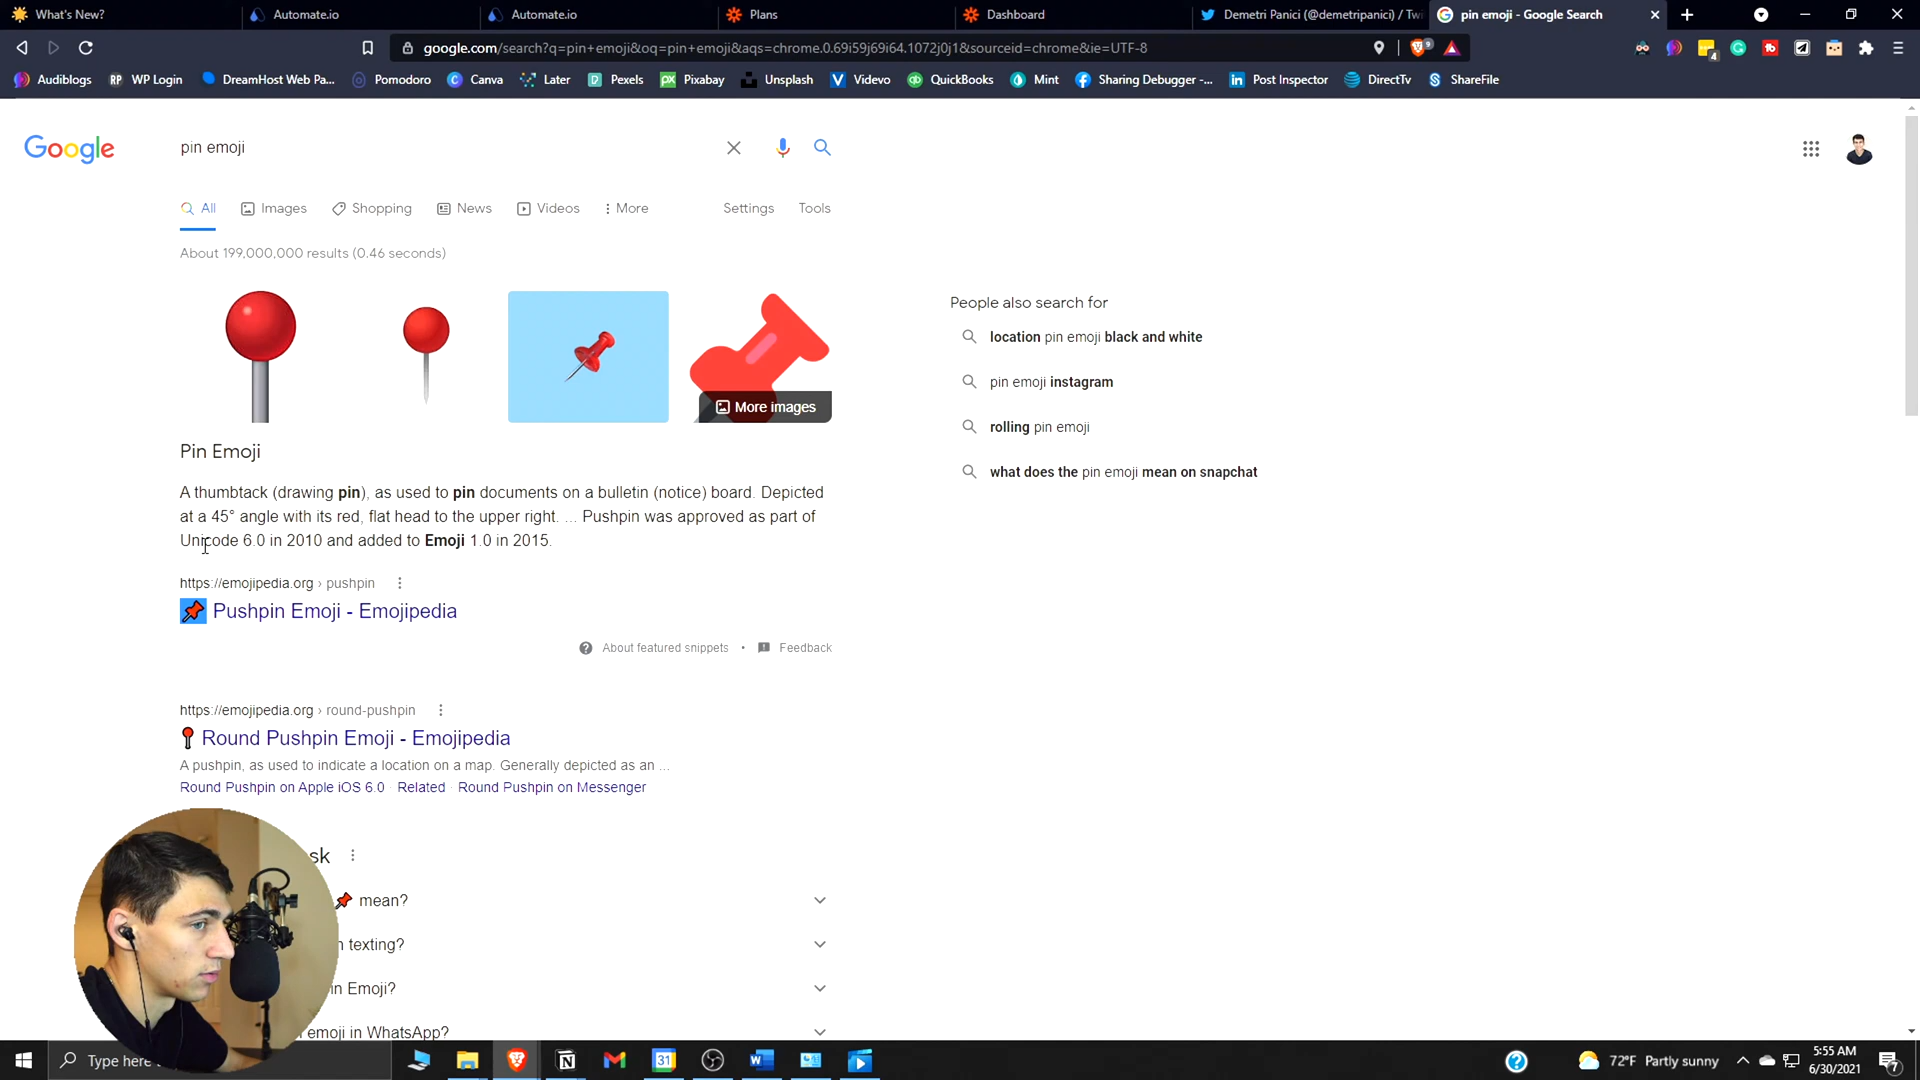 What's New?
Automate.io
Automate.io
Plans
Dashboard
Demetri Panici (@demetripanici) / Twi
pin emoji - Google Search
google.com/search?q=pin+emoji&oq=pin+emoji&aqs=chrome.0.69i59j69i64.1072j0j1&sourceid=chrome&ie=UTF-8
9
4
Audiblogs
WP Login
DreamHost Web Pa...
Pomodoro
Canva
Later
Pexels
Pixabay
Unsplash
Videvo
QuickBooks
Mint
Sharing Debugger -...
Post Inspector
DirectTv
ShareFile
Google
pin emoji
All
Images
Shopping
News
Videos
More
Settings
Tools
About 199,000,000 results (0.46 seconds)
More images
Pin Emoji
A thumbtack (drawing pin), as used to pin documents on a bulletin (notice) board. Depicted
at a 45° angle with its red, flat head to the upper right. ... Pushpin was approved as part of
Unicode 6.0 in 2010 and added to Emoji 1.0 in 2015.
https://emojipedia.org › pushpin
📌 Pushpin Emoji - Emojipedia
About featured snippets • Feedback
https://emojipedia.org › round-pushpin
📍 Round Pushpin Emoji - Emojipedia
A pushpin, as used to indicate a location on a map. Generally depicted as an ...
Round Pushpin on Apple iOS 6.0 · Related · Round Pushpin on Messenger
sk
📌 mean?
n texting?
in Emoji?
emoji in WhatsApp?
People also search for
location pin emoji black and white
pin emoji instagram
rolling pin emoji
what does the pin emoji mean on snapchat
Type here
31
72°F Partly sunny
5:55 AM
6/30/2021
7